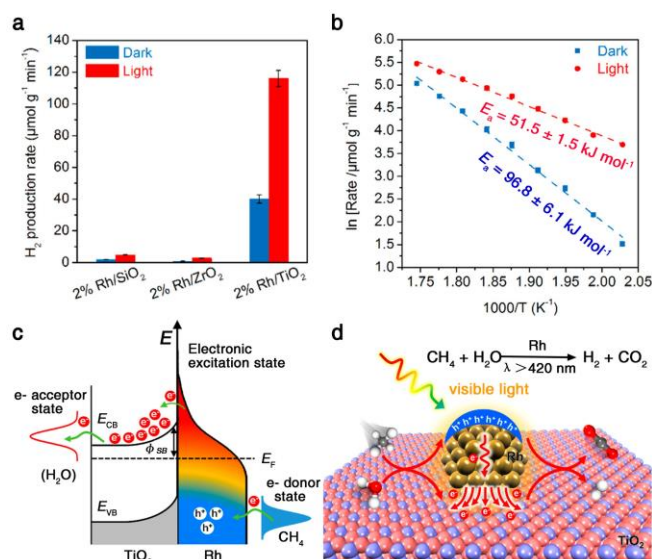 a
H₂ production rate (μmol g⁻¹ min⁻¹)
140
120
100
80
60
40
20
0
Dark
Light
2% Rh/SiO₂
2% Rh/ZrO₂
2% Rh/TiO₂
b
ln [Rate /μmol g⁻¹ min⁻¹]
6.0
5.5
5.0
4.5
4.0
3.5
3.0
2.5
2.0
1.5
1.0
Dark
Light
Eₐ = 51.5 ± 1.5 kJ mol⁻¹
Eₐ = 96.8 ± 6.1 kJ mol⁻¹
1.75 1.80 1.85 1.90 1.95 2.00 2.05
1000/T (K⁻¹)
c
E
Electronic
excitation state
e- acceptor
state
(H₂O)
E_CB
e⁻ e⁻ e⁻ e⁻ e⁻ e⁻ e⁻ e⁻ e⁻ e⁻
ϕ_SB
E_F
e- donor
state
E_VB
h⁺ h⁺
h⁺
e⁻
CH₄
TiO₂
Rh
d
CH₄ + H₂O → H₂ + CO₂
Rh
λ > 420 nm
visible light
h⁺ h⁺ h⁺ h⁺
h⁺ h⁺ h⁺ h⁺ h⁺ h⁺
e⁻
Rh
e⁻ e⁻ e⁻ e⁻ e⁻
TiO₂